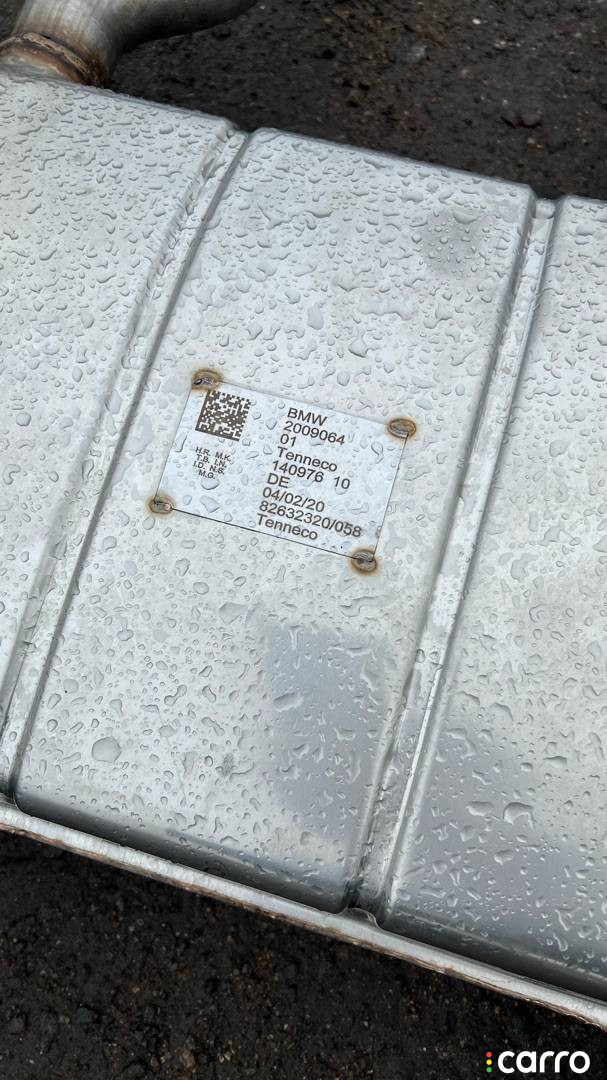 BMW
2009064
01
Tenneco
140976 10
DE
04/02/20
82632320/058
Tenneco
H.R. M.K.
T.B. I.N.
I.D. N.B.
M.G.
carro